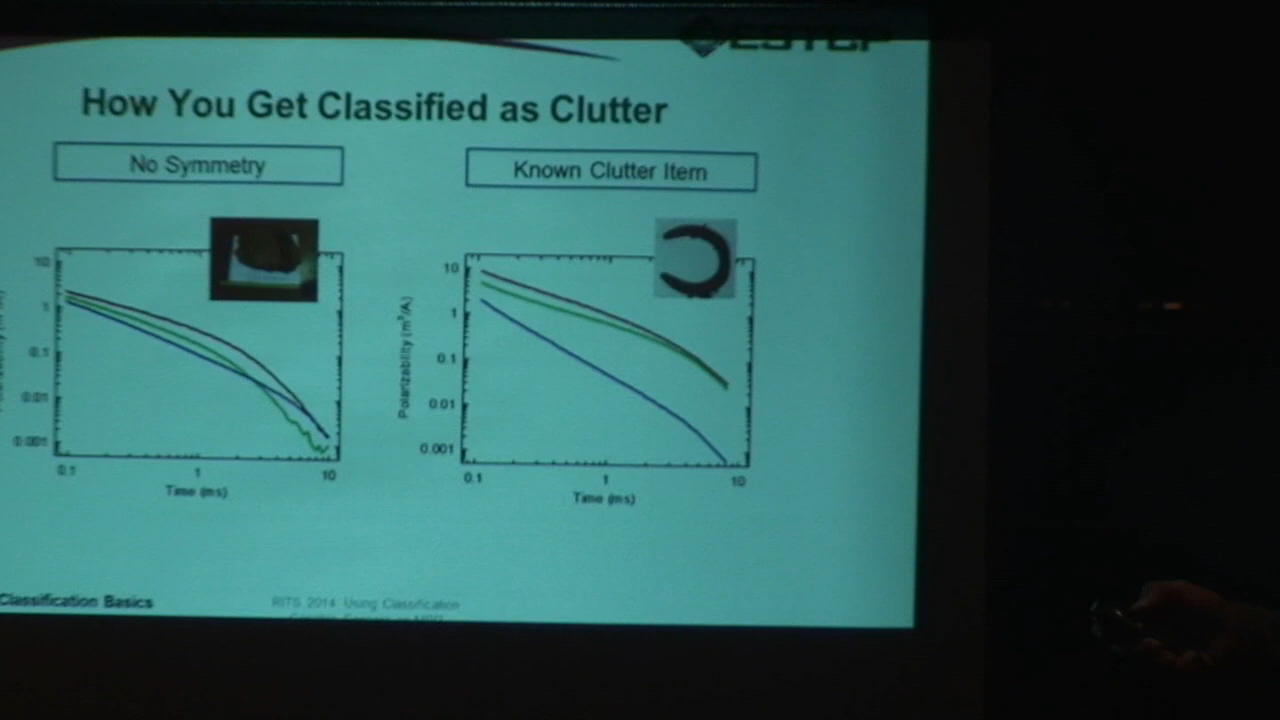 ESTCP
How You Get Classified as Clutter
No Symmetry
Known Clutter Item
10
1
0.1
0.01
0.001
0.1
1
10
Time (ms)
Polarizability (m³/A)
10
1
0.1
0.01
0.001
0.1
1
10
Time (ms)
Classification Basics
RITS 2014: Using Classification